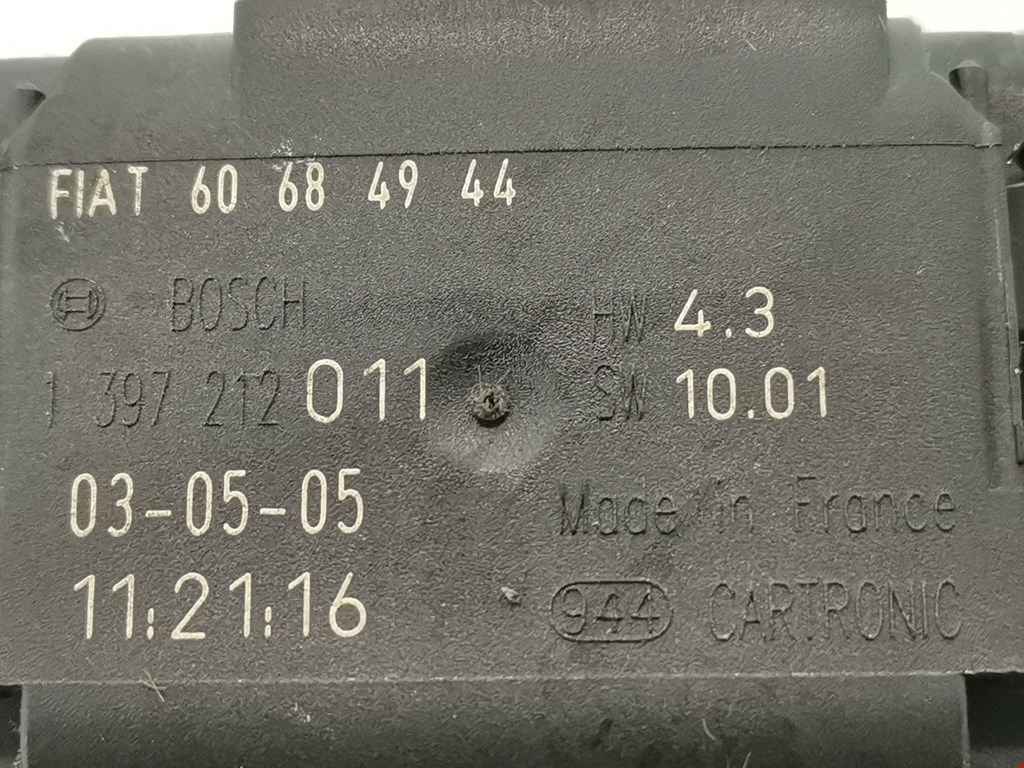 FIAT 60 68 49 44
BOSCH
HW 4.3
1 397 212 011
SW 10.01
03-05-05
Made in France
11:21:16
944 CARTRONIC